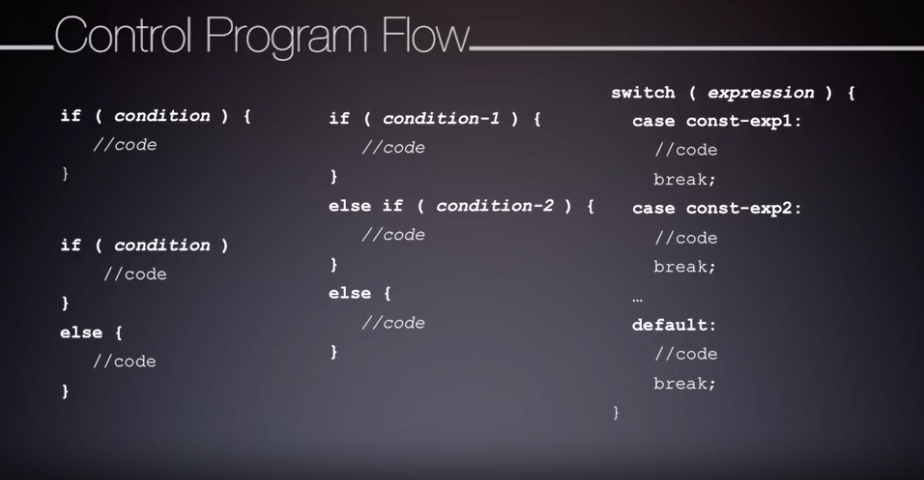 Control Program Flow
if ( condition ) {
//code
}
if ( condition )
//code
}
else {
//code
}
if ( condition-1 ) {
//code
}
else if ( condition-2 ) {
//code
}
else {
//code
}
switch ( expression ) {
case const-exp1:
//code
break;
case const-exp2:
//code
break;
…
default:
//code
break;
}